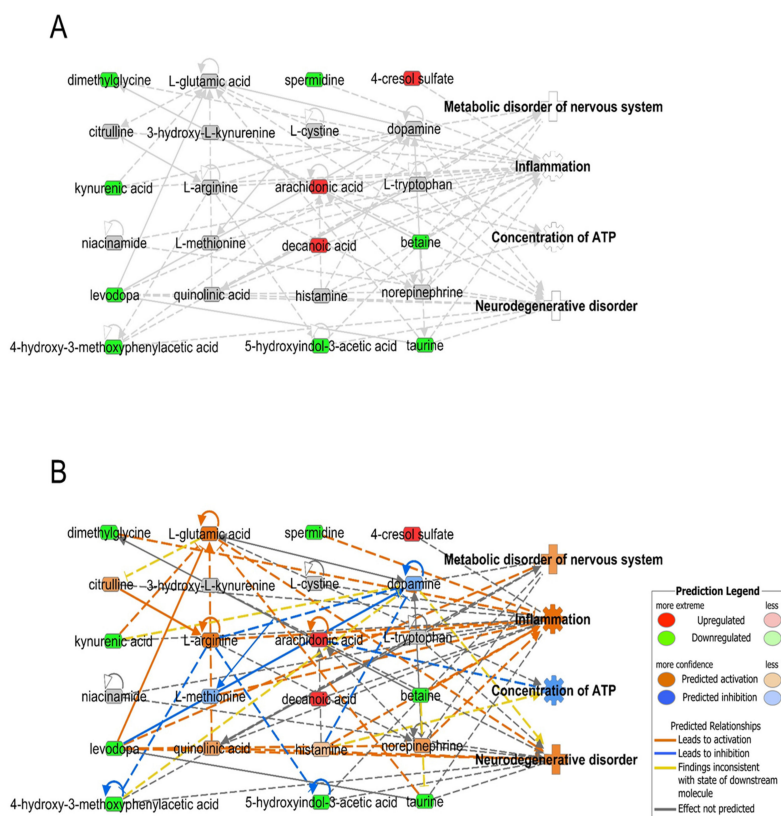 A
dimethylglycine L-glutamic acid spermidine 4-cresol sulfate
Metabolic disorder of nervous system
citrulline 3-hydroxy-L-kynurenine L-cystine dopamine
Inflammation
kynurenic acid L-arginine arachidonic acid L-tryptophan
niacinamide L-methionine decanoic acid betaine
Concentration of ATP
levodopa quinolinic acid histamine norepinephrine
Neurodegenerative disorder
4-hydroxy-3-methoxyphenylacetic acid 5-hydroxyindol-3-acetic acid taurine
B
dimethylglycine L-glutamic acid spermidine 4-cresol sulfate
Metabolic disorder of nervous system
citrulline 3-hydroxy-L-kynurenine L-cystine dopamine
Inflammation
kynurenic acid L-arginine arachidonic acid L-tryptophan
niacinamide L-methionine decanoic acid betaine
Concentration of ATP
levodopa quinolinic acid histamine norepinephrine
Neurodegenerative disorder
4-hydroxy-3-methoxyphenylacetic acid 5-hydroxyindol-3-acetic acid taurine
Prediction Legend
more extreme less
Upregulated
Downregulated
more confidence less
Predicted activation
Predicted inhibition
Predicted Relationships
Leads to activation
Leads to inhibition
Findings inconsistent
with state of downstream
molecule
Effect not predicted